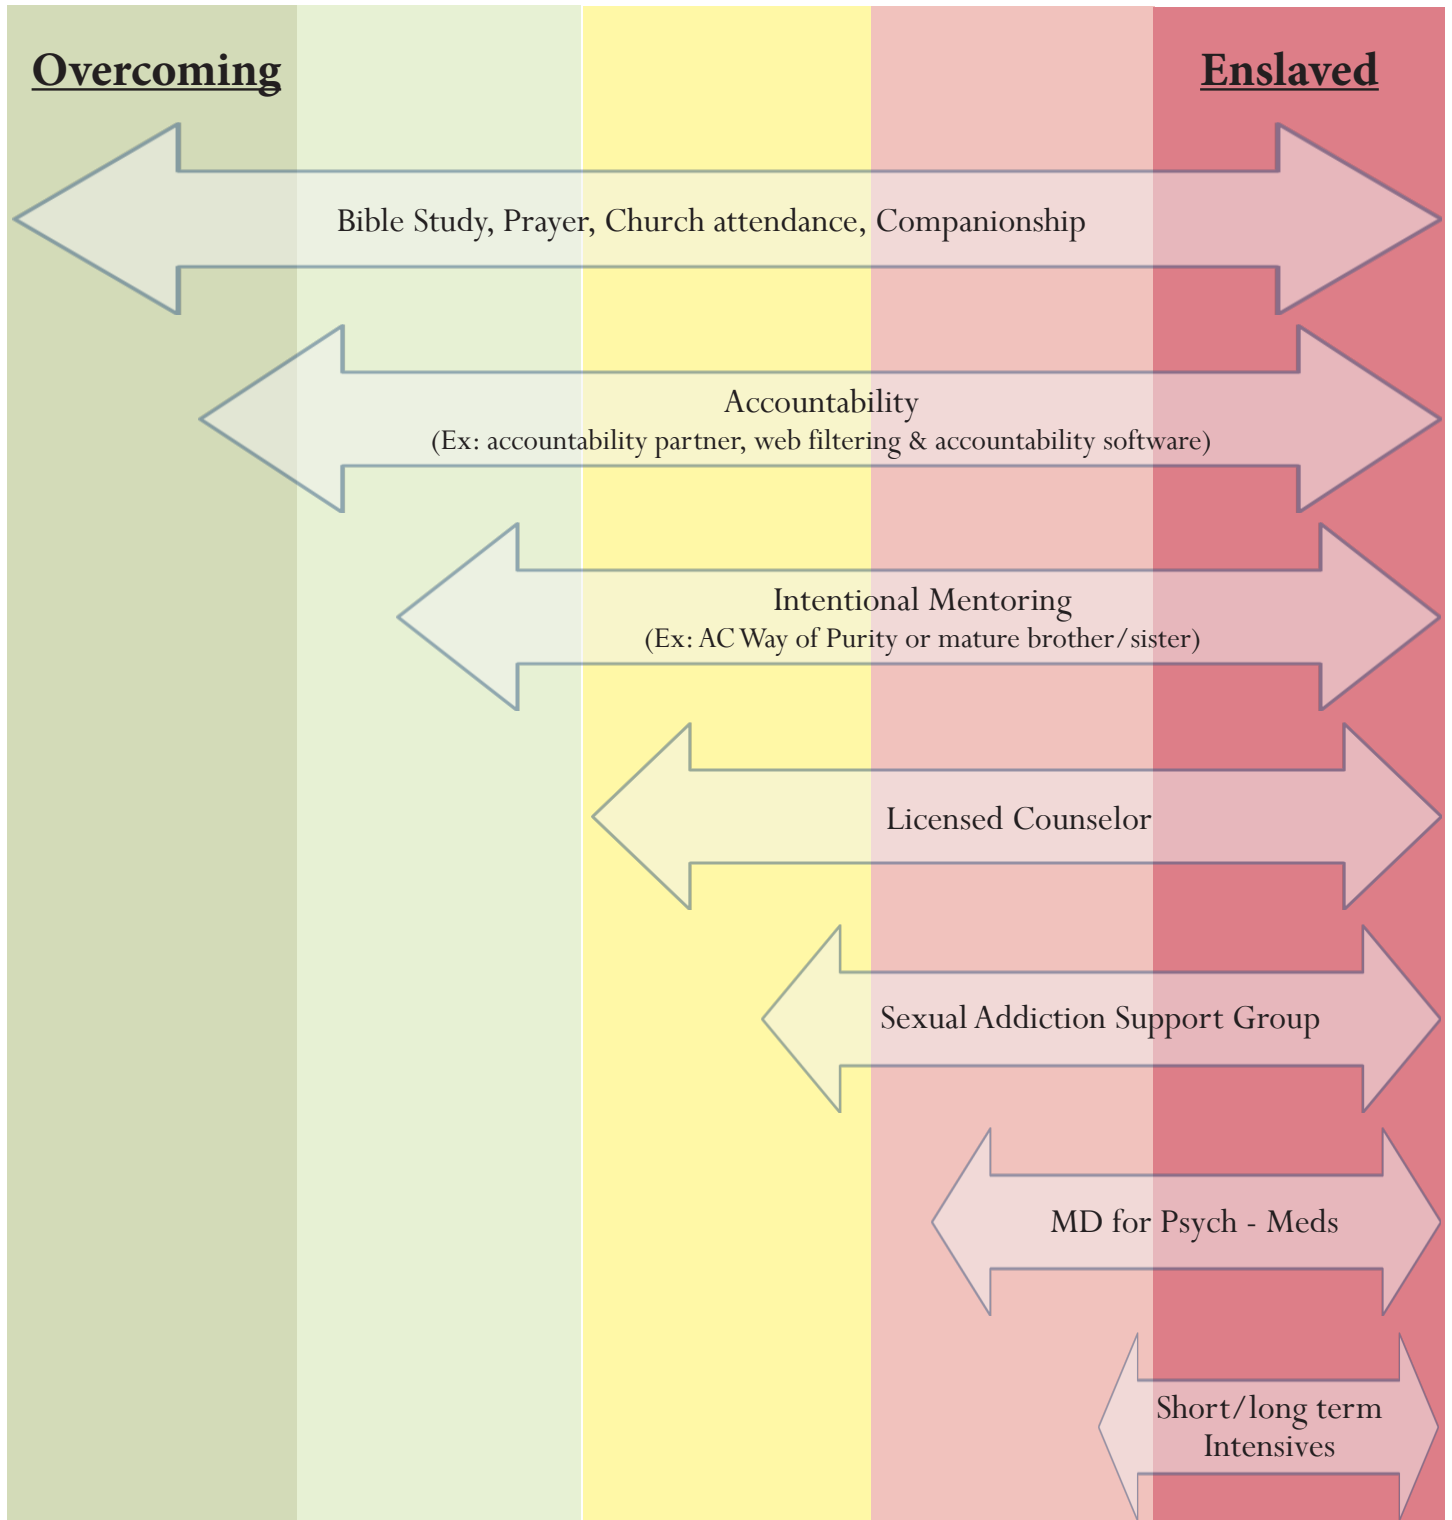 Overcoming
Enslaved
Bible Study, Prayer, Church attendance, Companionship
Accountability
(Ex: accountability partner, web filtering & accountability software)
Intentional Mentoring
(Ex: AC Way of Purity or mature brother/sister)
Licensed Counselor
Sexual Addiction Support Group
MD for Psych - Meds
Short/long term
Intensives